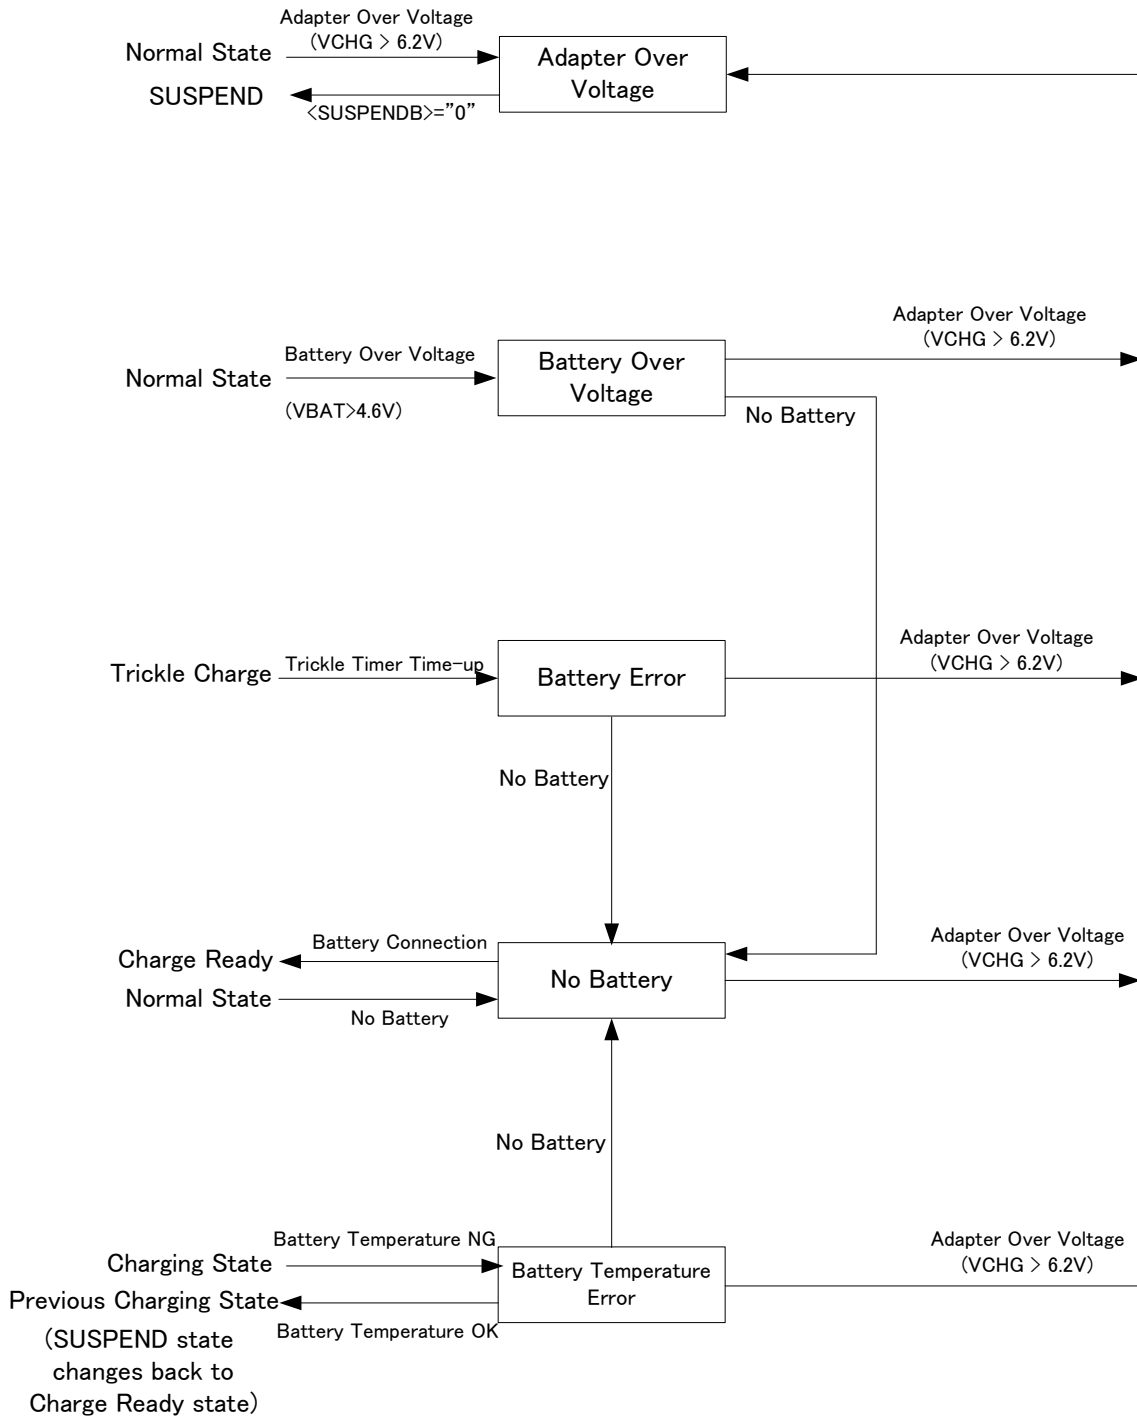 Adapter Over Voltage
(VCHG > 6.2V)
Normal State
Adapter Over
Voltage
SUSPEND
<SUSPENDB>="0"
Adapter Over Voltage
(VCHG > 6.2V)
Battery Over Voltage
Normal State
(VBAT>4.6V)
Battery Over
Voltage
No Battery
Adapter Over Voltage
(VCHG > 6.2V)
Trickle Charge
Trickle Timer Time-up
Battery Error
No Battery
Battery Connection
Charge Ready
Normal State
No Battery
No Battery
Adapter Over Voltage
(VCHG > 6.2V)
No Battery
Battery Temperature NG
Charging State
Battery Temperature
Error
Adapter Over Voltage
(VCHG > 6.2V)
Previous Charging State
Battery Temperature OK
(SUSPEND state
changes back to
Charge Ready state)